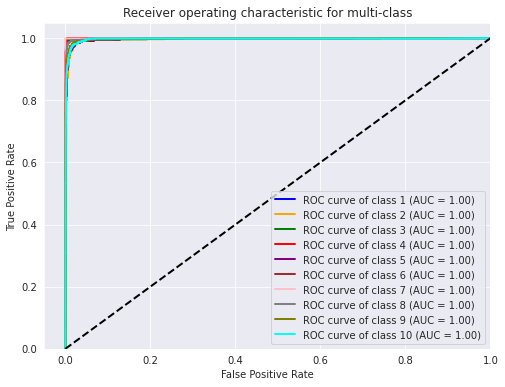 Receiver operating characteristic for multi-class
True Positive Rate
1.0
0.8
0.6
0.4
0.2
0.0
ROC curve of class 1 (AUC = 1.00)
ROC curve of class 2 (AUC = 1.00)
ROC curve of class 3 (AUC = 1.00)
ROC curve of class 4 (AUC = 1.00)
ROC curve of class 5 (AUC = 1.00)
ROC curve of class 6 (AUC = 1.00)
ROC curve of class 7 (AUC = 1.00)
ROC curve of class 8 (AUC = 1.00)
ROC curve of class 9 (AUC = 1.00)
ROC curve of class 10 (AUC = 1.00)
0.0 0.2 0.4 0.6 0.8 1.0
False Positive Rate